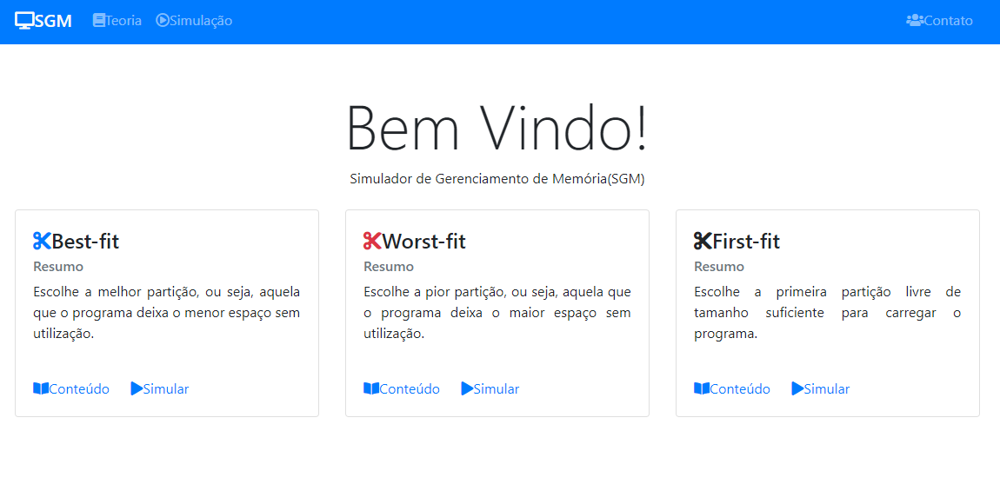 SGM Teoria Simulação Contato
Bem Vindo!
Simulador de Gerenciamento de Memória(SGM)
Best-fit
Resumo
Escolhe a melhor partição, ou seja, aquela
que o programa deixa o menor espaço sem
utilização.
Conteúdo Simular
Worst-fit
Resumo
Escolhe a pior partição, ou seja, aquela que
o programa deixa o maior espaço sem
utilização.
Conteúdo Simular
First-fit
Resumo
Escolhe a primeira partição livre de
tamanho suficiente para carregar o
programa.
Conteúdo Simular